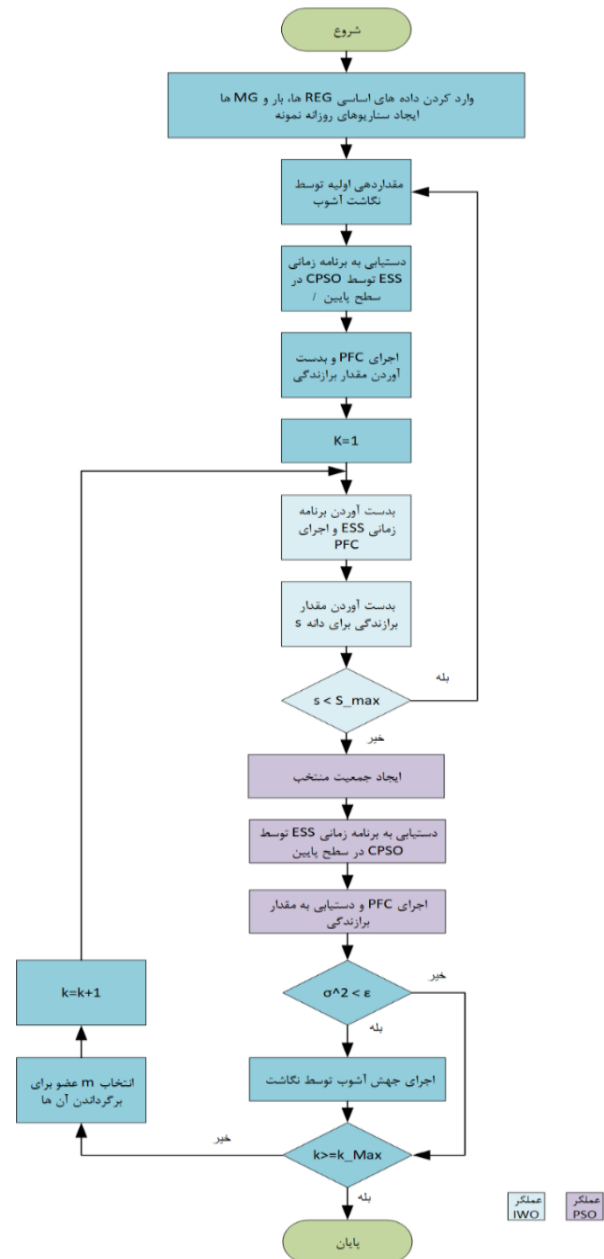 شروع
وارد کردن داده های اساسی REG ها، بار و MG ها
ایجاد سناریوهای روزانه نمونه
مقداردهی اولیه توسط
نگاشت آشوب
دستیابی به برنامه زمانی
ESS توسط CPSO در
سطح پایین /
اجرای PFC و بدست
آوردن مقدار برازندگی
K=1
بدست آوردن برنامه
زمانی ESS و اجرای
PFC
بدست آوردن مقدار
برازندگی برای دانه s
s < S_max
بله
خیر
ایجاد جمعیت منتخب
دستیابی به برنامه زمانی ESS توسط
CPSO در سطح پایین
اجرای PFC و دستیابی به مقدار
برازندگی
σ^2 < ε
خیر
بله
k=k+1
اجرای جهش آشوب توسط نگاشت
انتخاب m عضو برای
برگرداندن آن ها
k>=k_Max
خیر
بله
پایان
عملکر
IWO
عملکر
PSO